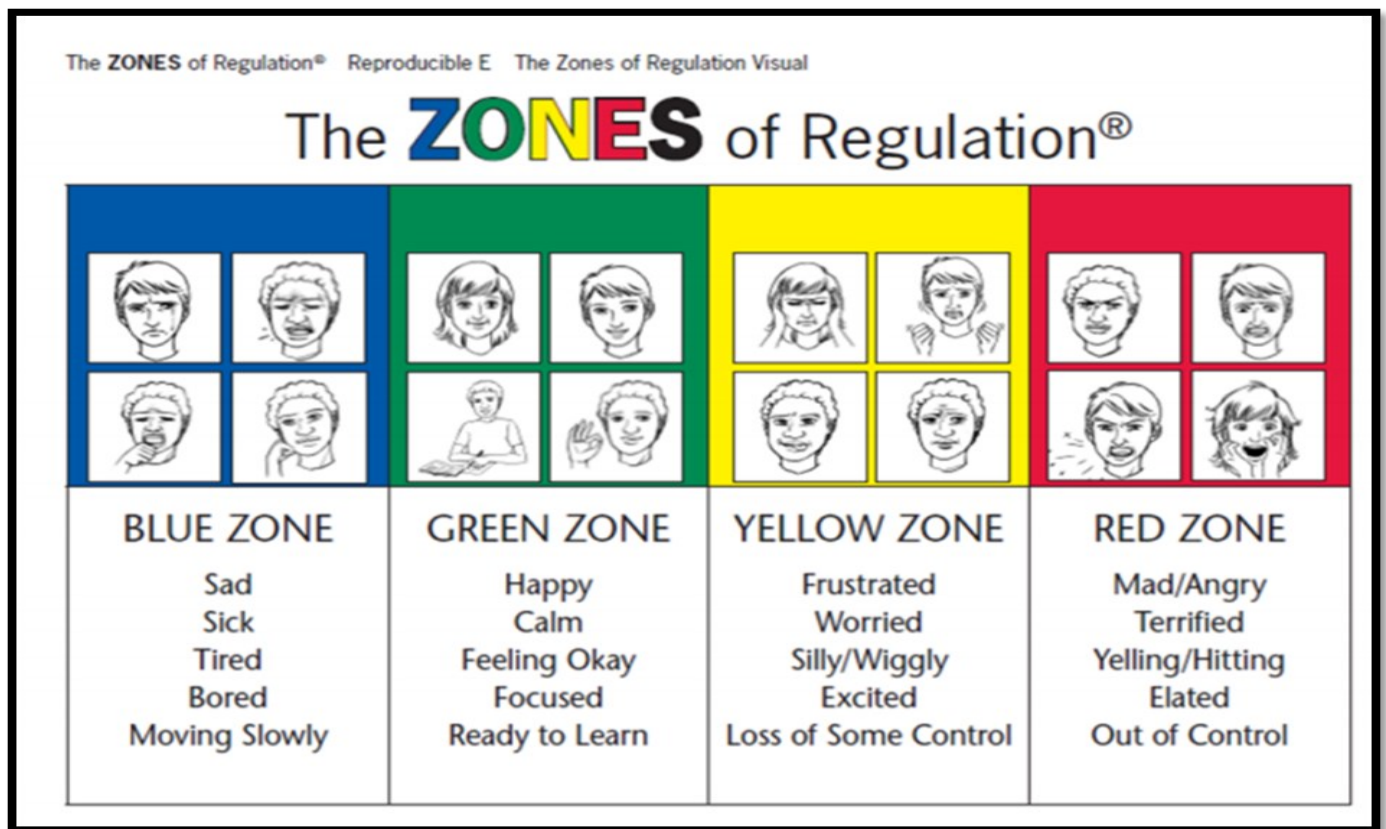 The ZONES of Regulation® Reproducible E The Zones of Regulation Visual
The ZONES of Regulation®
BLUE ZONE
Sad
Sick
Tired
Bored
Moving Slowly
GREEN ZONE
Happy
Calm
Feeling Okay
Focused
Ready to Learn
YELLOW ZONE
Frustrated
Worried
Silly/Wiggly
Excited
Loss of Some Control
RED ZONE
Mad/Angry
Terrified
Yelling/Hitting
Elated
Out of Control